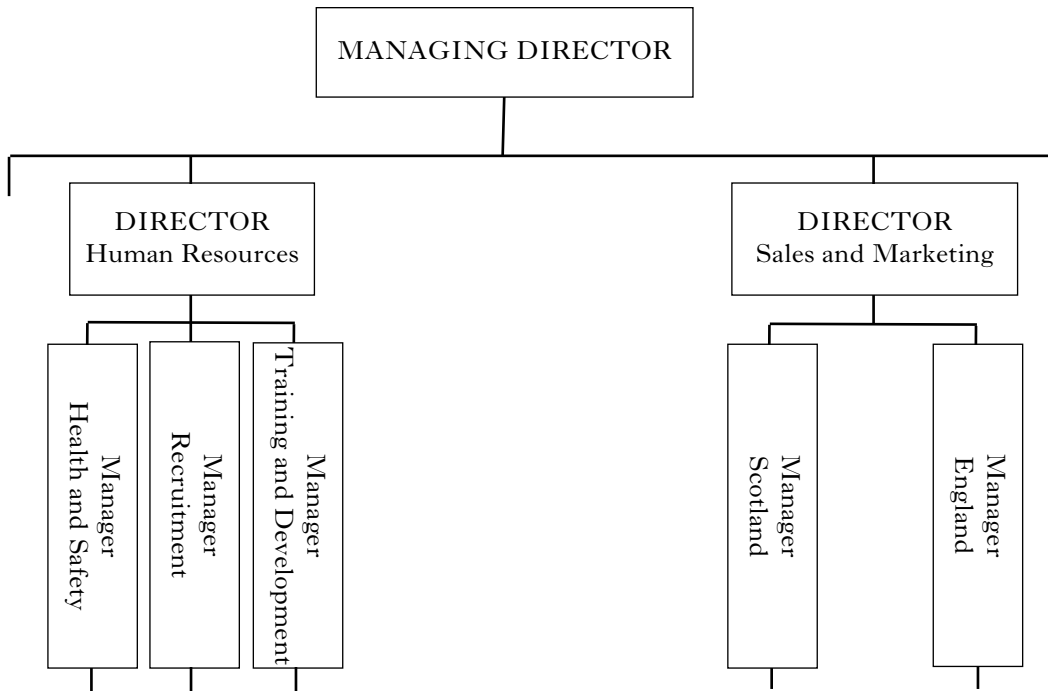 MANAGING DIRECTOR
DIRECTOR
Human Resources
DIRECTOR
Sales and Marketing
Manager
Health and Safety
Manager
Recruitment
Manager
Training and Development
Manager
Scotland
Manager
England